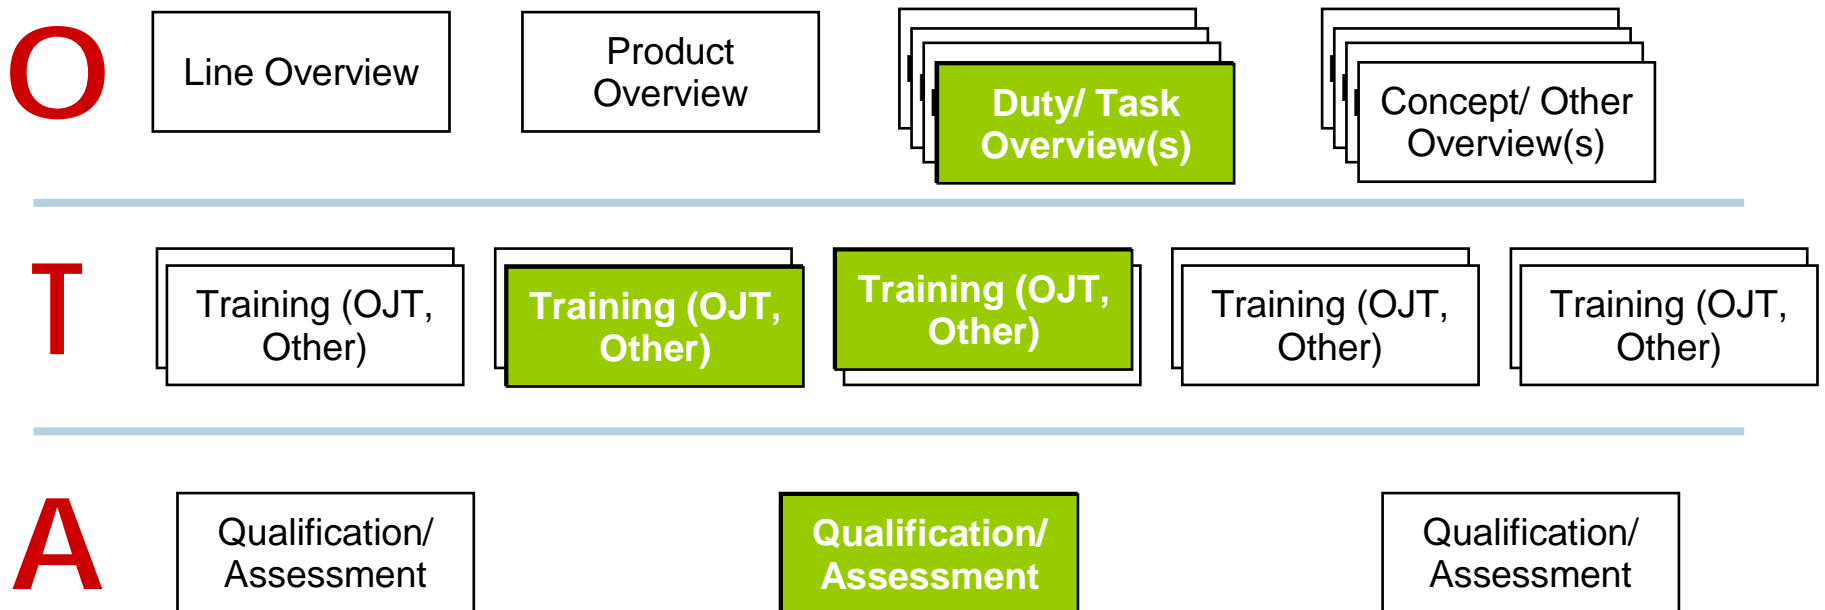 O
Line Overview
Product
Overview
Duty/ Task
Overview(s)
Concept/ Other
Overview(s)
T
Training (OJT,
Other)
Training (OJT,
Other)
Training (OJT,
Other)
Training (OJT,
Other)
Training (OJT,
Other)
A
Qualification/
Assessment
Qualification/
Assessment
Qualification/
Assessment